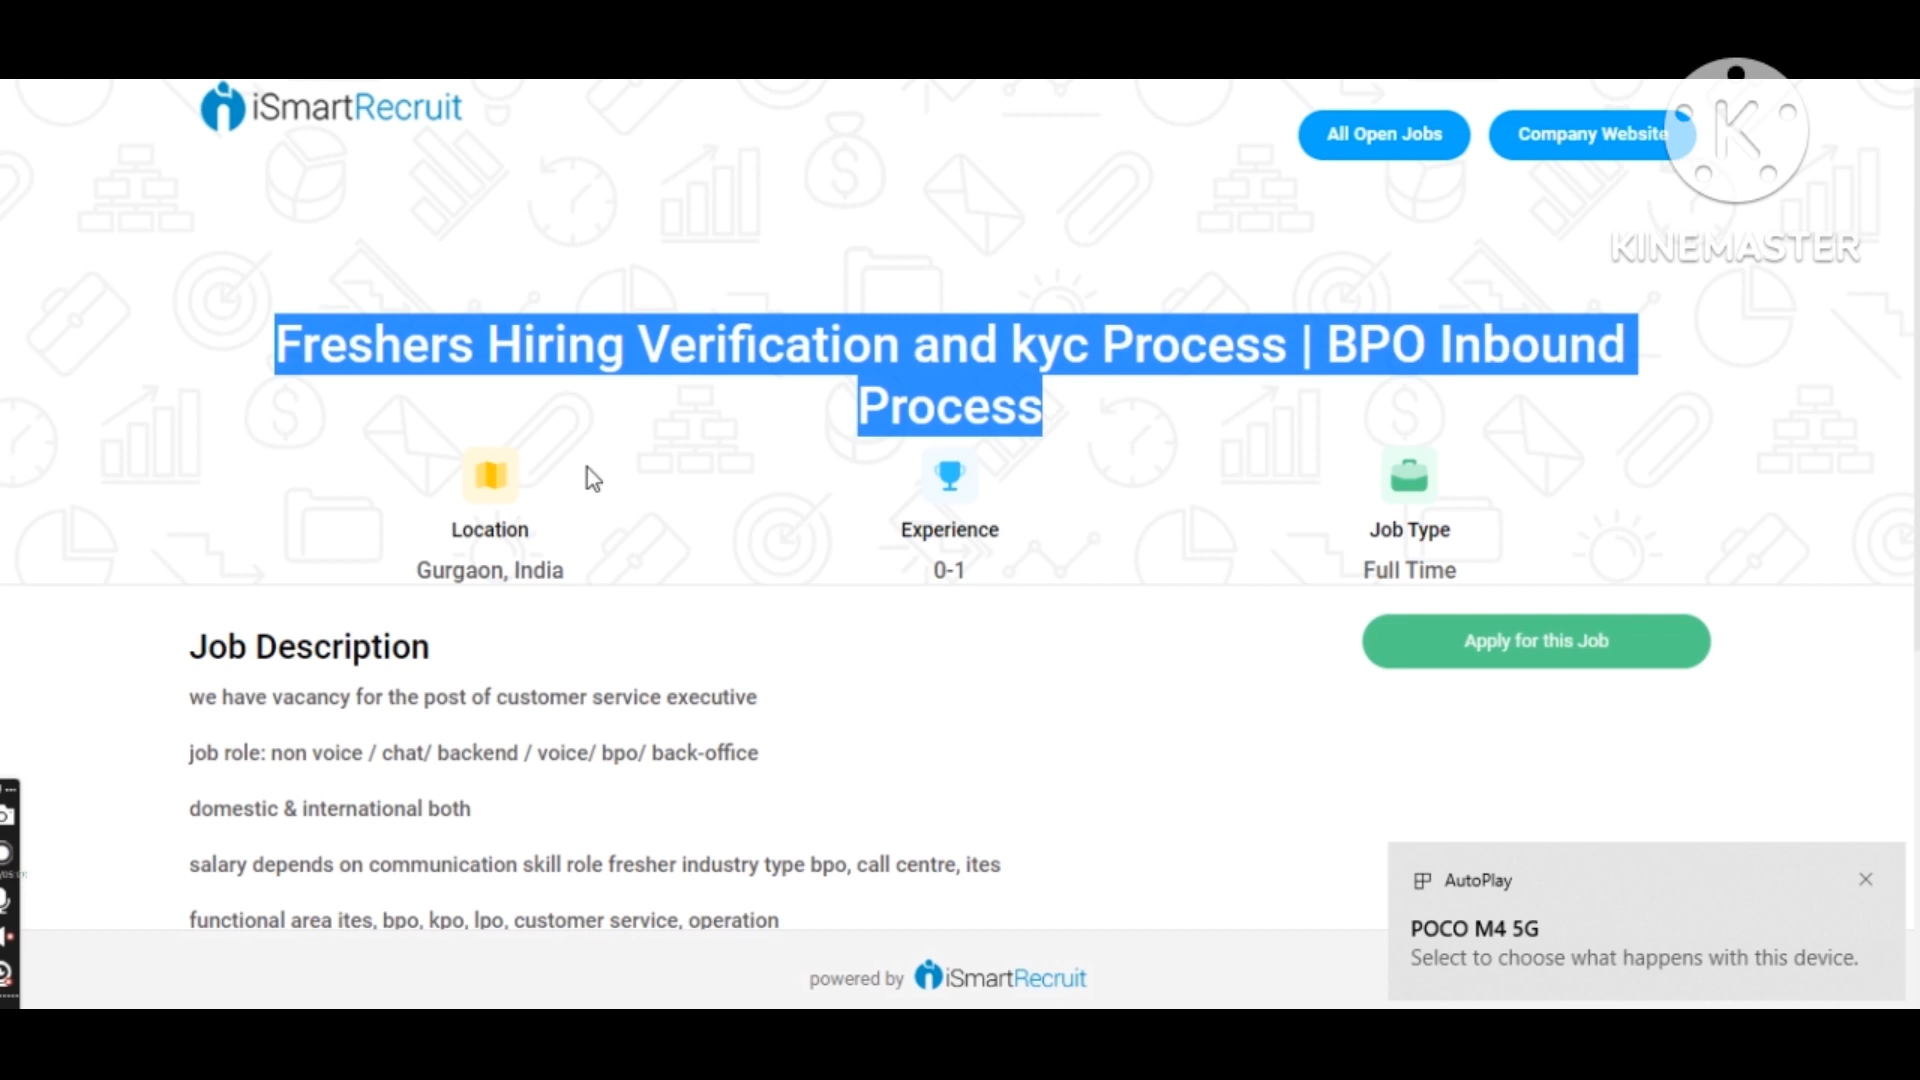 iSmartRecruit
All Open Jobs
Company Website
K
KINEMASTER
Freshers Hiring Verification and kyc Process | BPO Inbound
Process
Location
Experience
Job Type
Gurgaon, India
0-1
Full Time
Job Description
Apply for this Job
we have vacancy for the post of customer service executive
job role: non voice / chat/ backend / voice/ bpo/ back-office
domestic & international both
salary depends on communication skill role fresher industry type bpo, call centre, ites
functional area ites, bpo, kpo, lpo, customer service, operation
AutoPlay
POCO M4 5G
Select to choose what happens with this device.
powered by iSmartRecruit